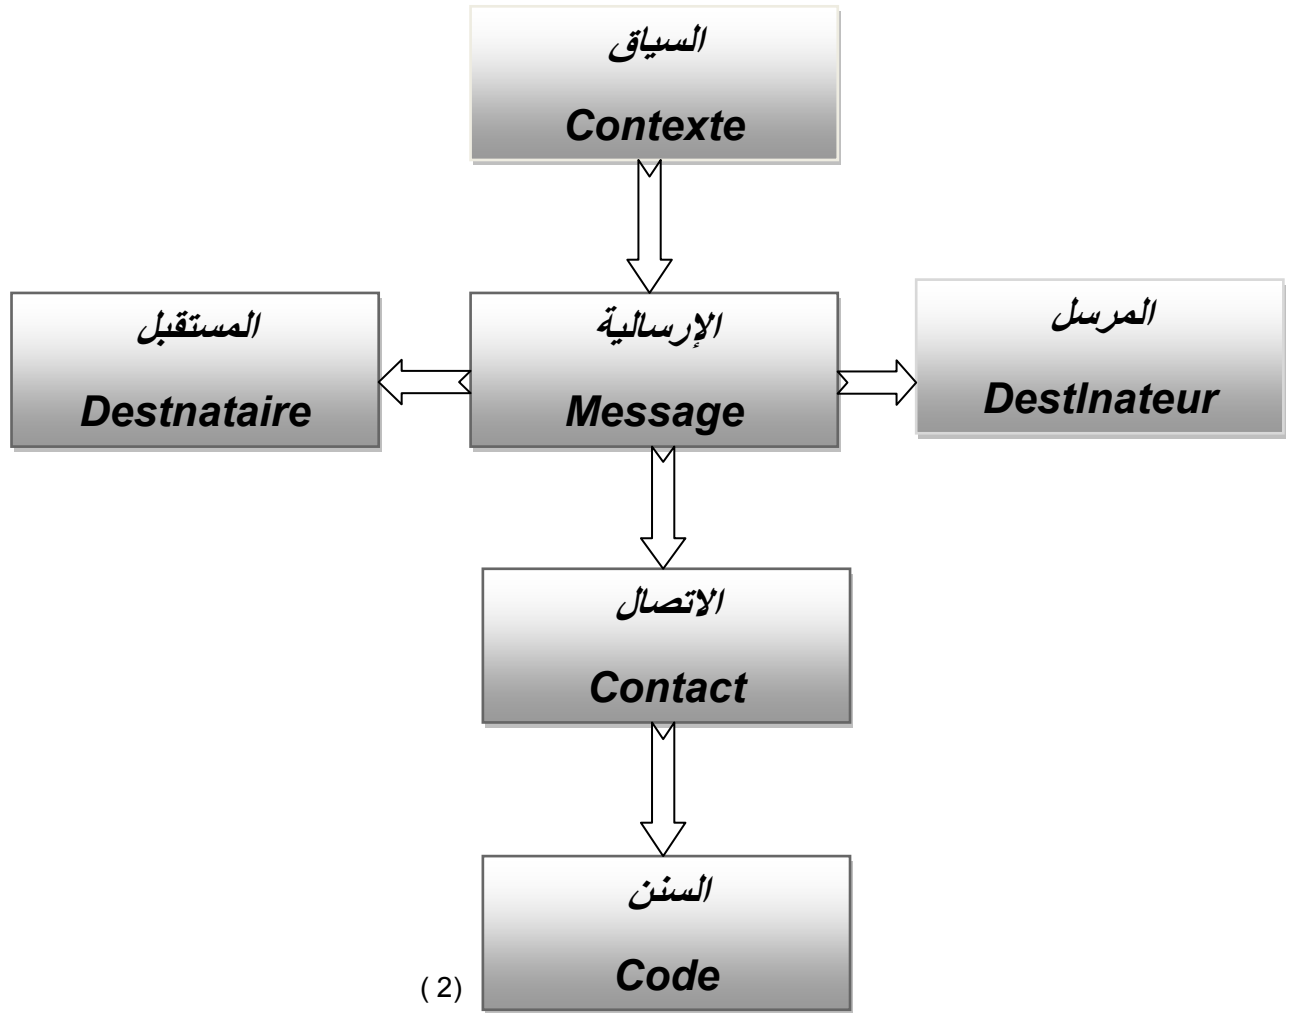 السياق
Contexte
المرسل
DestInateur
الإرسالية
Message
المستقبل
Destnataire
الاتصال
Contact
السنن
Code
( 2)